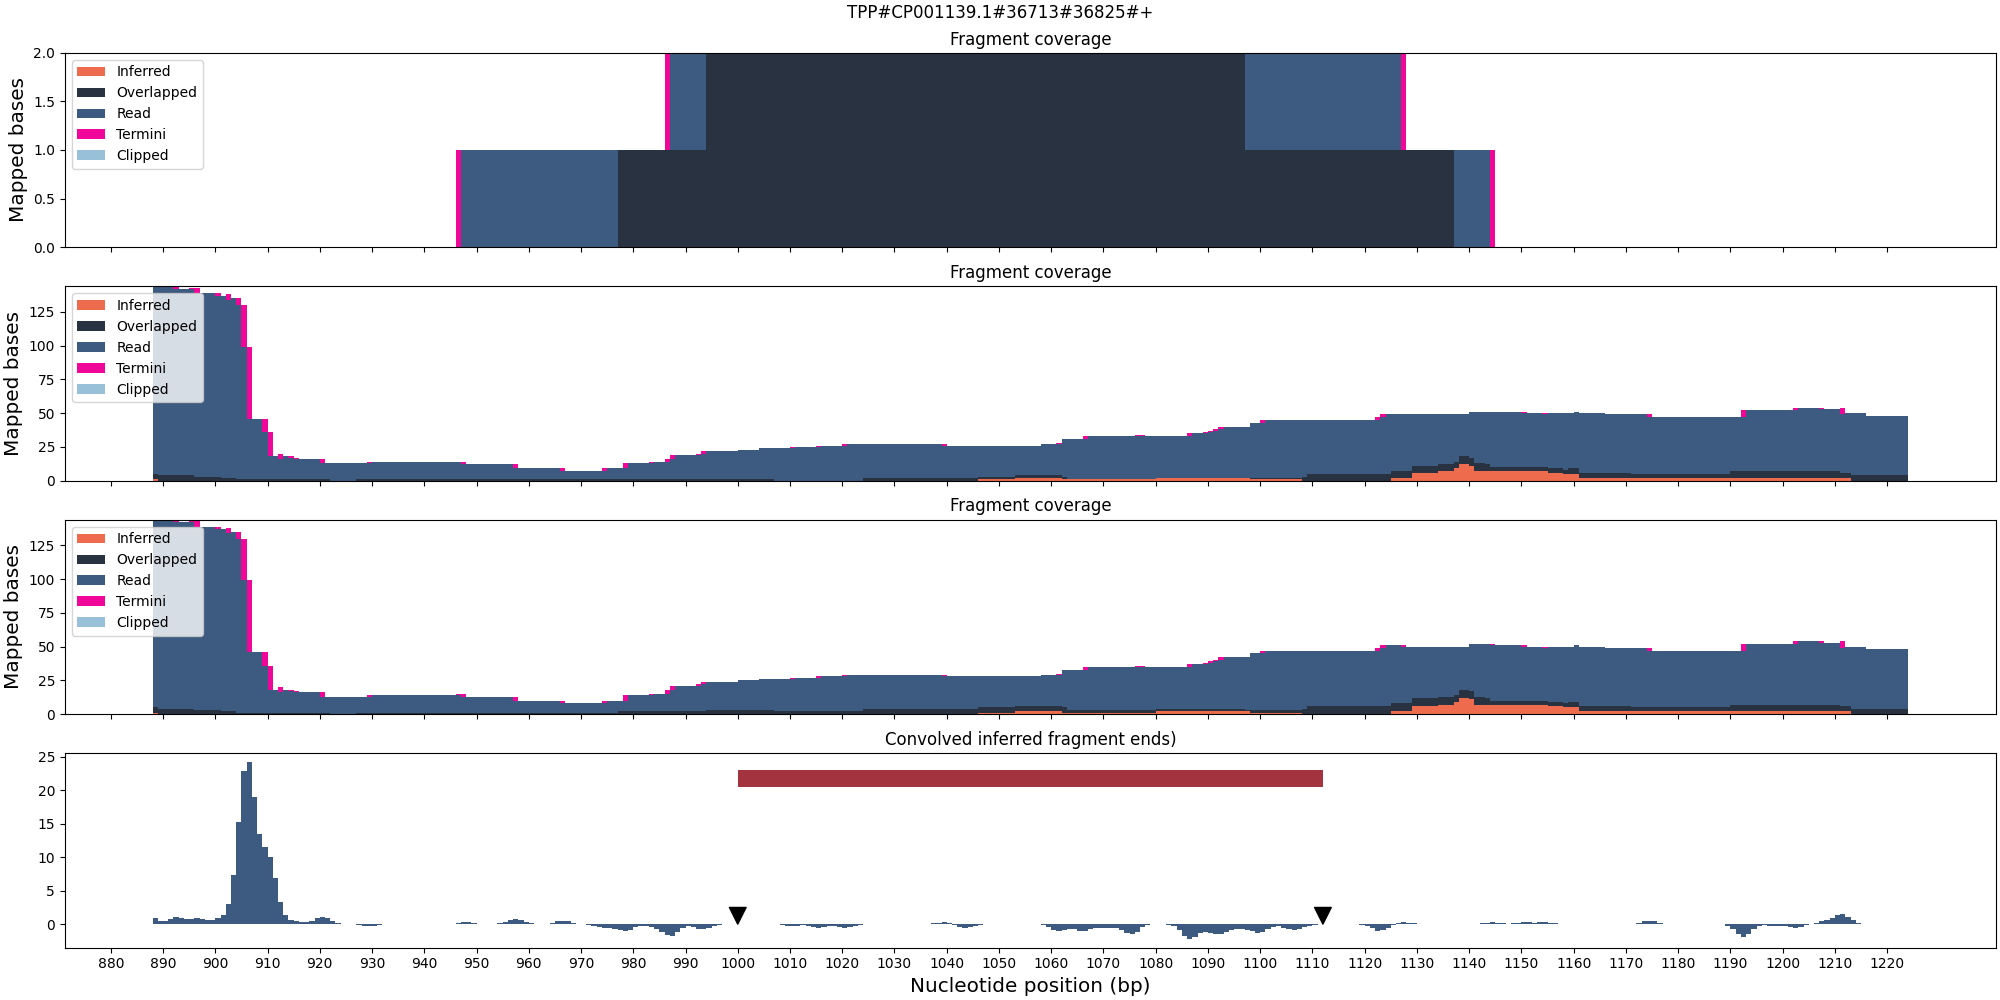 TPP#CP001139.1#36713#36825#+
Fragment coverage
Mapped bases
2.0
1.5
1.0
0.5
0.0
Inferred
Overlapped
Read
Termini
Clipped
Fragment coverage
Mapped bases
125
100
75
50
25
0
Inferred
Overlapped
Read
Termini
Clipped
Fragment coverage
Mapped bases
125
100
75
50
25
0
Inferred
Overlapped
Read
Termini
Clipped
Convolved inferred fragment ends)
25
20
15
10
5
0
880 890 900 910 920 930 940 950 960 970 980 990 1000 1010 1020 1030 1040 1050 1060 1070 1080 1090 1100 1110 1120 1130 1140 1150 1160 1170 1180 1190 1200 1210 1220
Nucleotide position (bp)